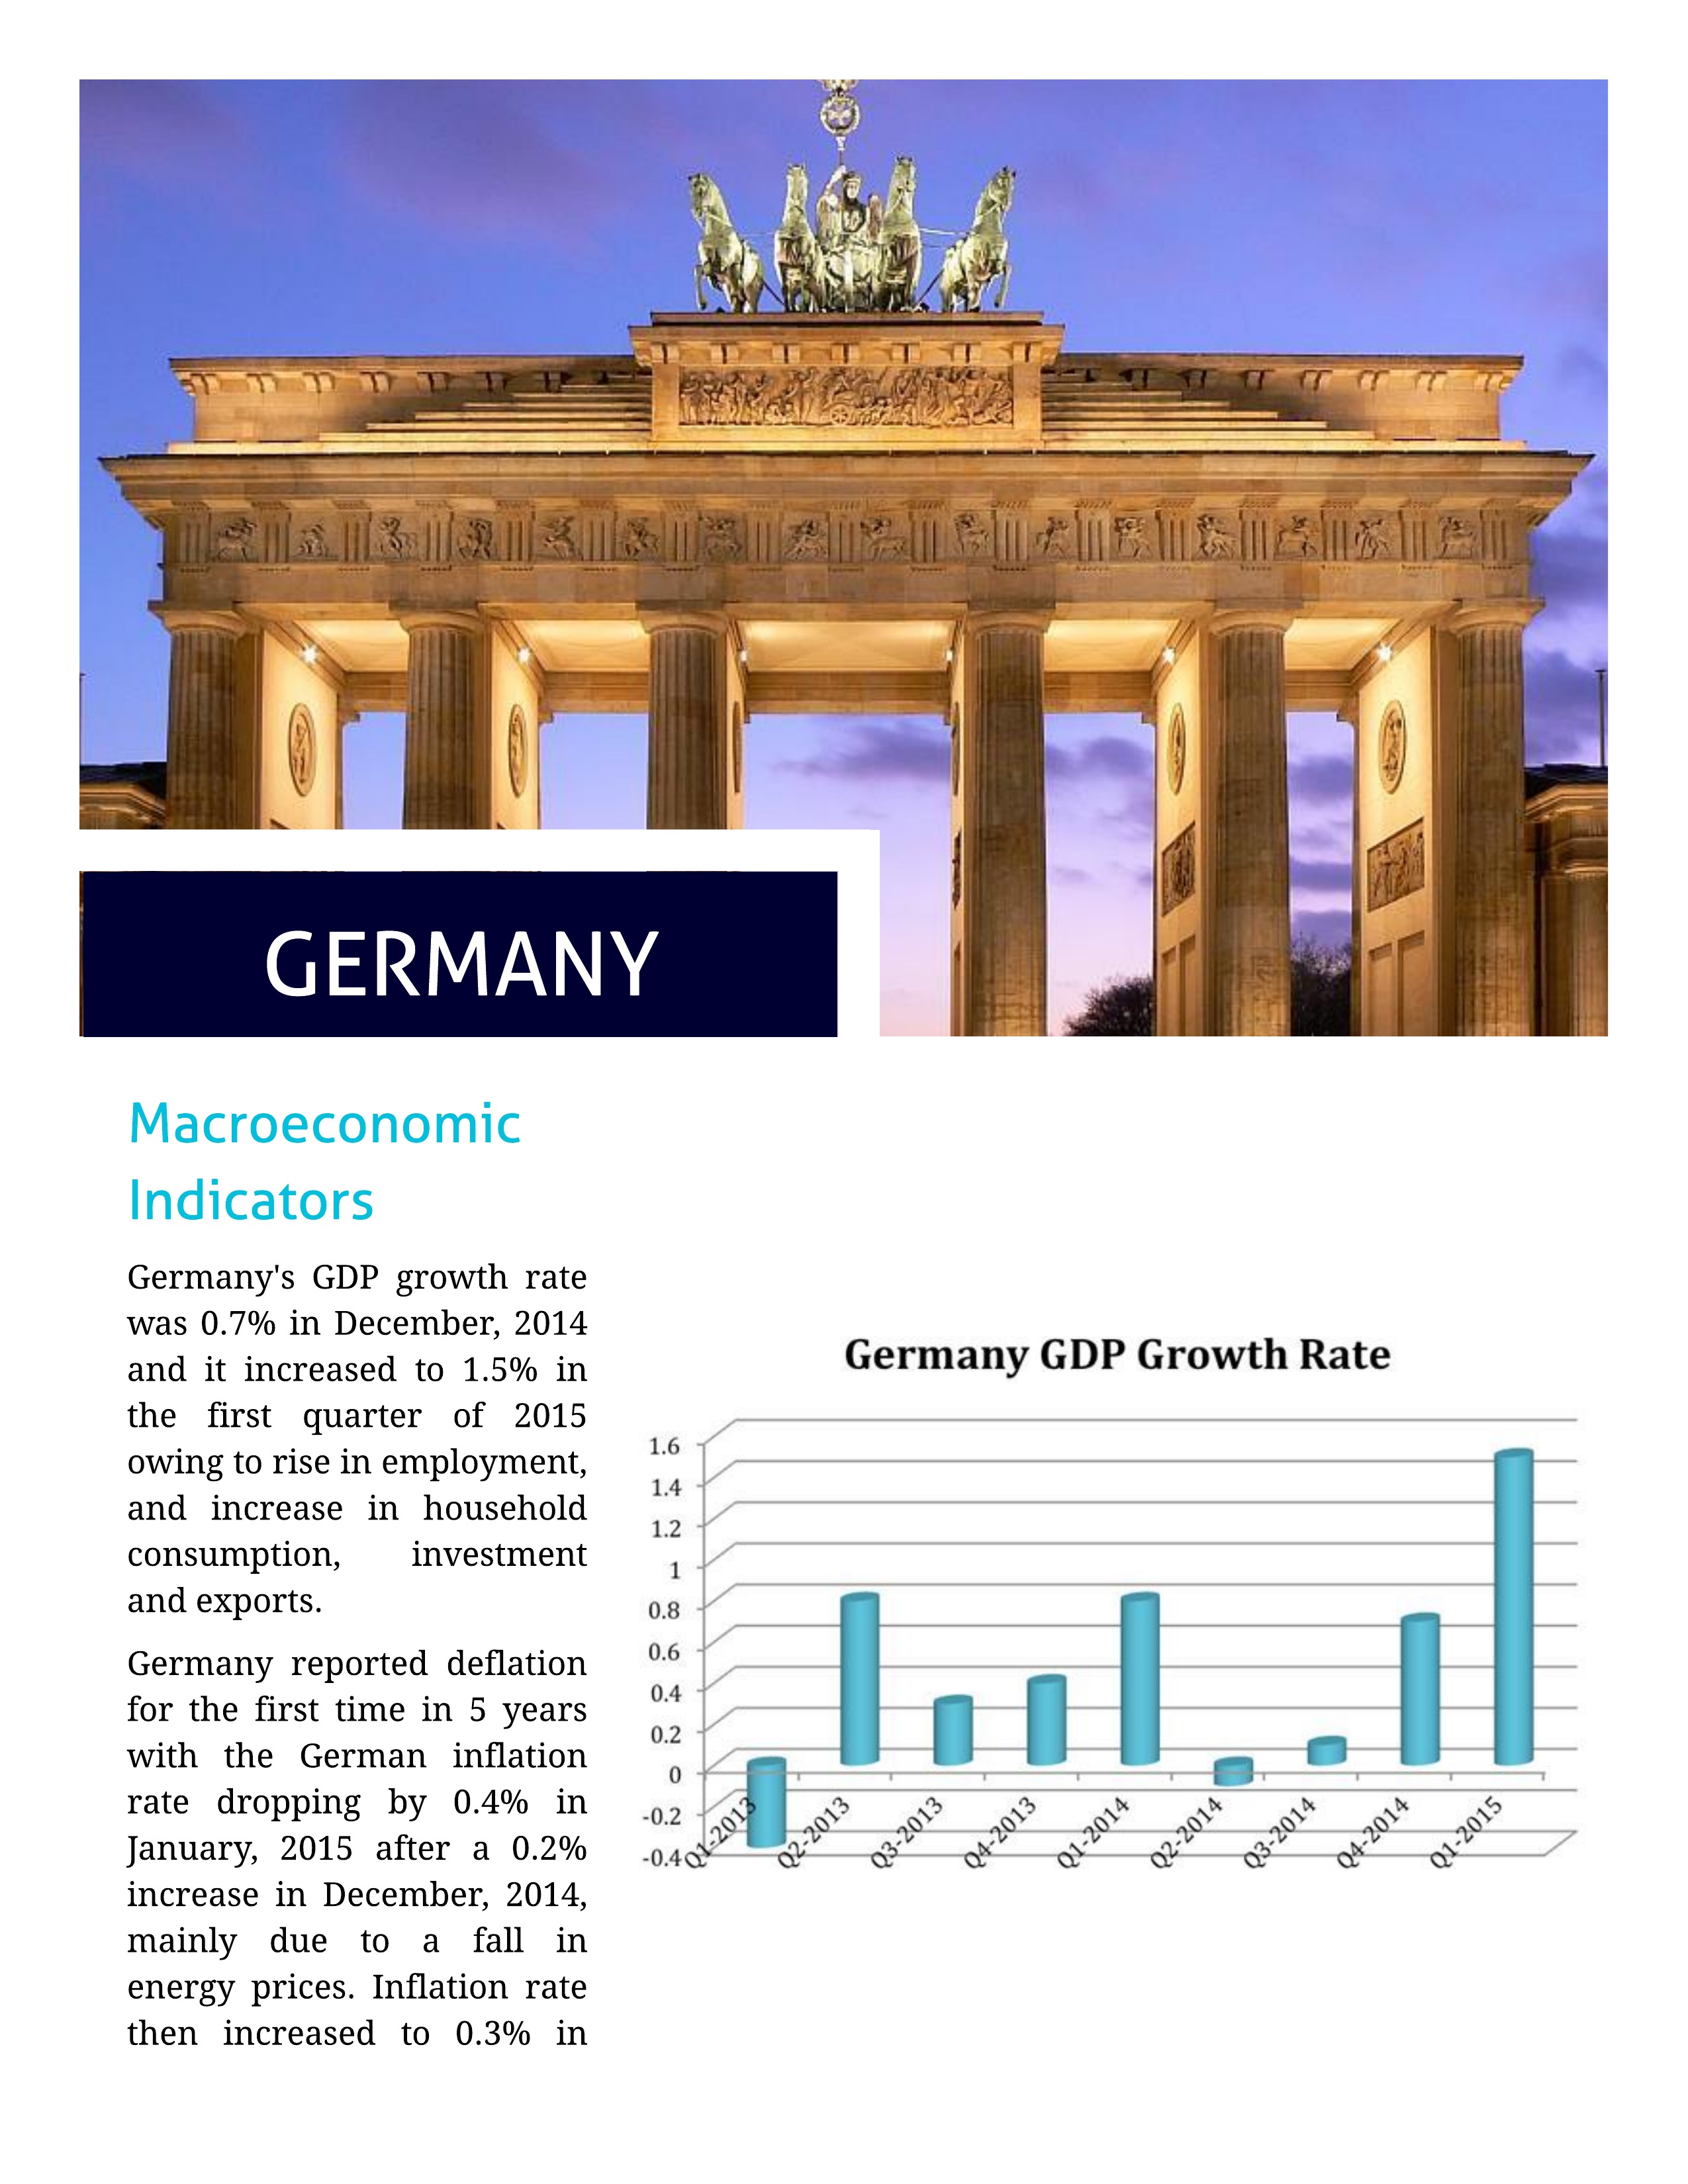 GERMANY
Macroeconomic
Indicators
Germany's GDP growth rate
was 0.7% in December, 2014
and it increased to 1.5% in
the first quarter of 2015
owing to rise in employment,
and increase in household
consumption, investment
and exports.
Germany reported deflation
for the first time in 5 years
with the German inflation
rate dropping by 0.4% in
January, 2015 after a 0.2%
increase in December, 2014,
mainly due to a fall in
energy prices. Inflation rate
then increased to 0.3% in
Germany GDP Growth Rate
1.6
1.4
1.2
1
0.8
0.6
0.4
0.2
0
-0.2
-0.4
Q1-2013
Q2-2013
Q3-2013
Q4-2013
Q1-2014
Q2-2014
Q3-2014
Q4-2014
Q1-2015